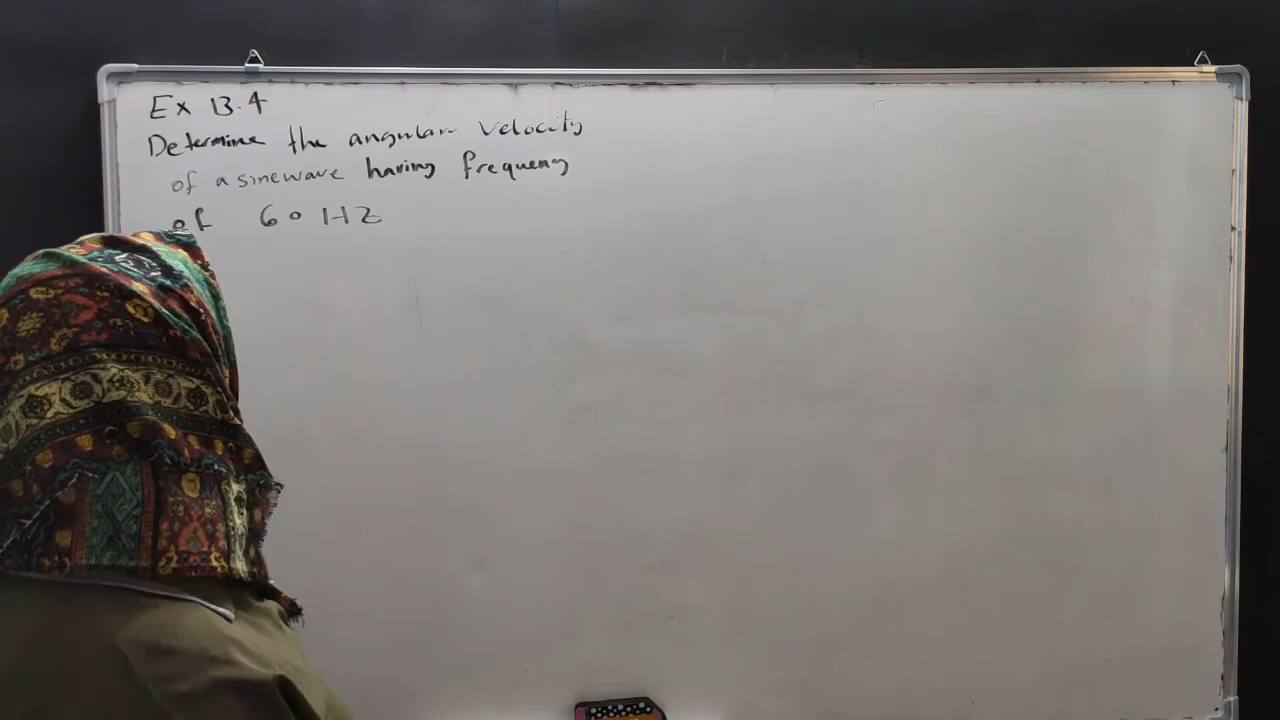 Ex 13.4
Determine the angular velocity
of a sinewave having frequency
of 60 HZ